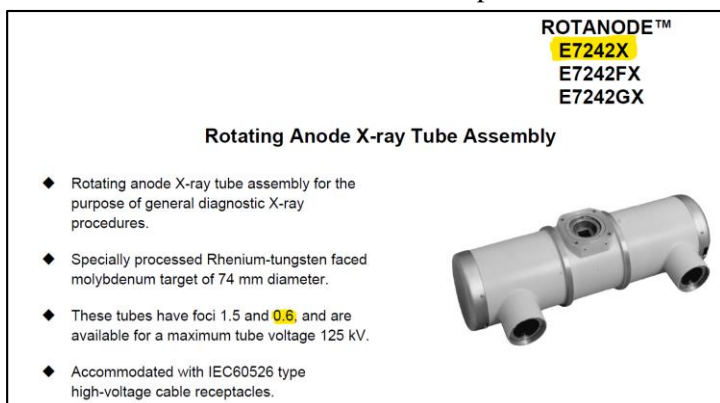 ROTANODE™
E7242X
E7242FX
E7242GX
Rotating Anode X-ray Tube Assembly
◆ Rotating anode X-ray tube assembly for the
purpose of general diagnostic X-ray
procedures.
◆ Specially processed Rhenium-tungsten faced
molybdenum target of 74 mm diameter.
◆ These tubes have foci 1.5 and 0.6, and are
available for a maximum tube voltage 125 kV.
◆ Accommodated with IEC60526 type
high-voltage cable receptacles.